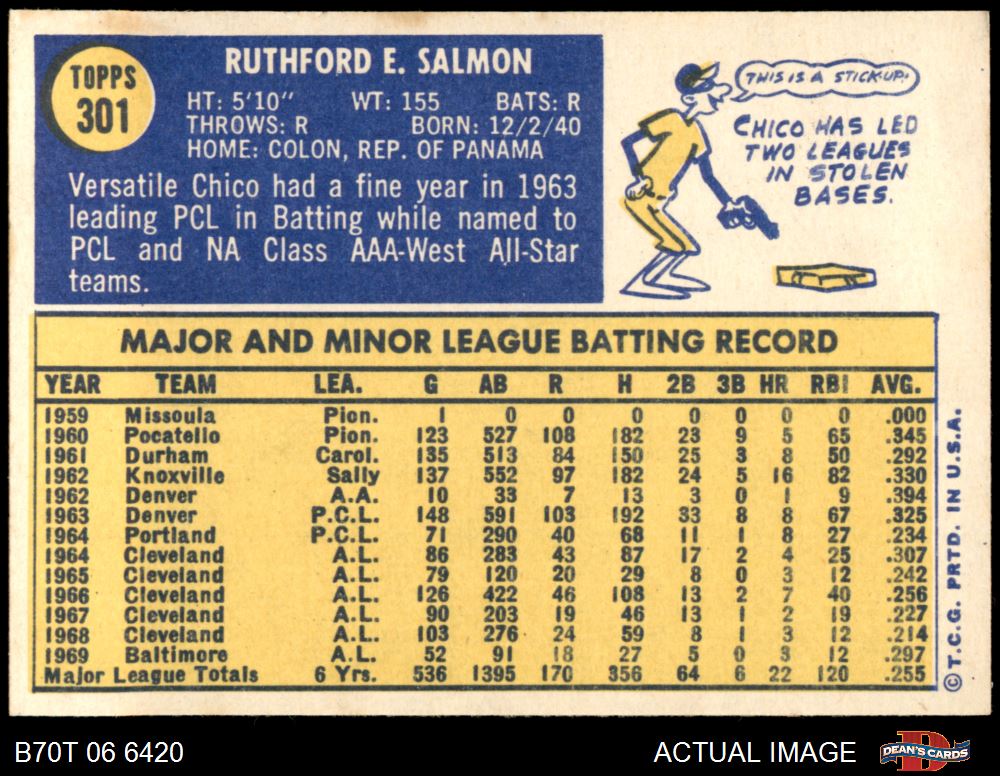 TOPPS
301
RUTHFORD E. SALMON
HT: 5'10" WT: 155 BATS: R
THROWS: R BORN: 12/2/40
HOME: COLON, REP. OF PANAMA
Versatile Chico had a fine year in 1963
leading PCL in Batting while named to
PCL and NA Class AAA-West All-Star
teams.
THIS IS A STICK-UP!
CHICO HAS LED
TWO LEAGUES
IN STOLEN
BASES.
MAJOR AND MINOR LEAGUE BATTING RECORD
YEAR TEAM LEA. G AB R H 2B 3B HR RBI AVG.
1959 Missoula Pion. 1 0 0 0 0 0 0 0 .000
1960 Pocatello Pion. 123 527 108 182 23 9 5 65 .345
1961 Durham Carol. 135 513 84 150 25 3 8 50 .292
1962 Knoxville Sally 137 552 97 182 24 5 16 82 .330
1962 Denver A.A. 10 33 7 13 3 0 1 9 .394
1963 Denver P.C.L. 148 591 103 192 33 8 8 67 .325
1964 Portland P.C.L. 71 290 40 68 11 1 8 27 .234
1964 Cleveland A.L. 86 283 43 87 17 2 4 25 .307
1965 Cleveland A.L. 79 120 20 29 8 0 3 12 .242
1966 Cleveland A.L. 126 422 46 108 13 2 7 40 .256
1967 Cleveland A.L. 90 203 19 46 13 1 2 19 .227
1968 Cleveland A.L. 103 276 24 59 8 1 3 12 .214
1969 Baltimore A.L. 52 91 18 27 5 0 3 12 .297
Major League Totals 6 Yrs. 536 1395 170 356 64 6 22 120 .255
©T.C.G. PRTD. IN U.S.A.
B70T 06 6420
ACTUAL IMAGE
D
DEAN'S CARDS